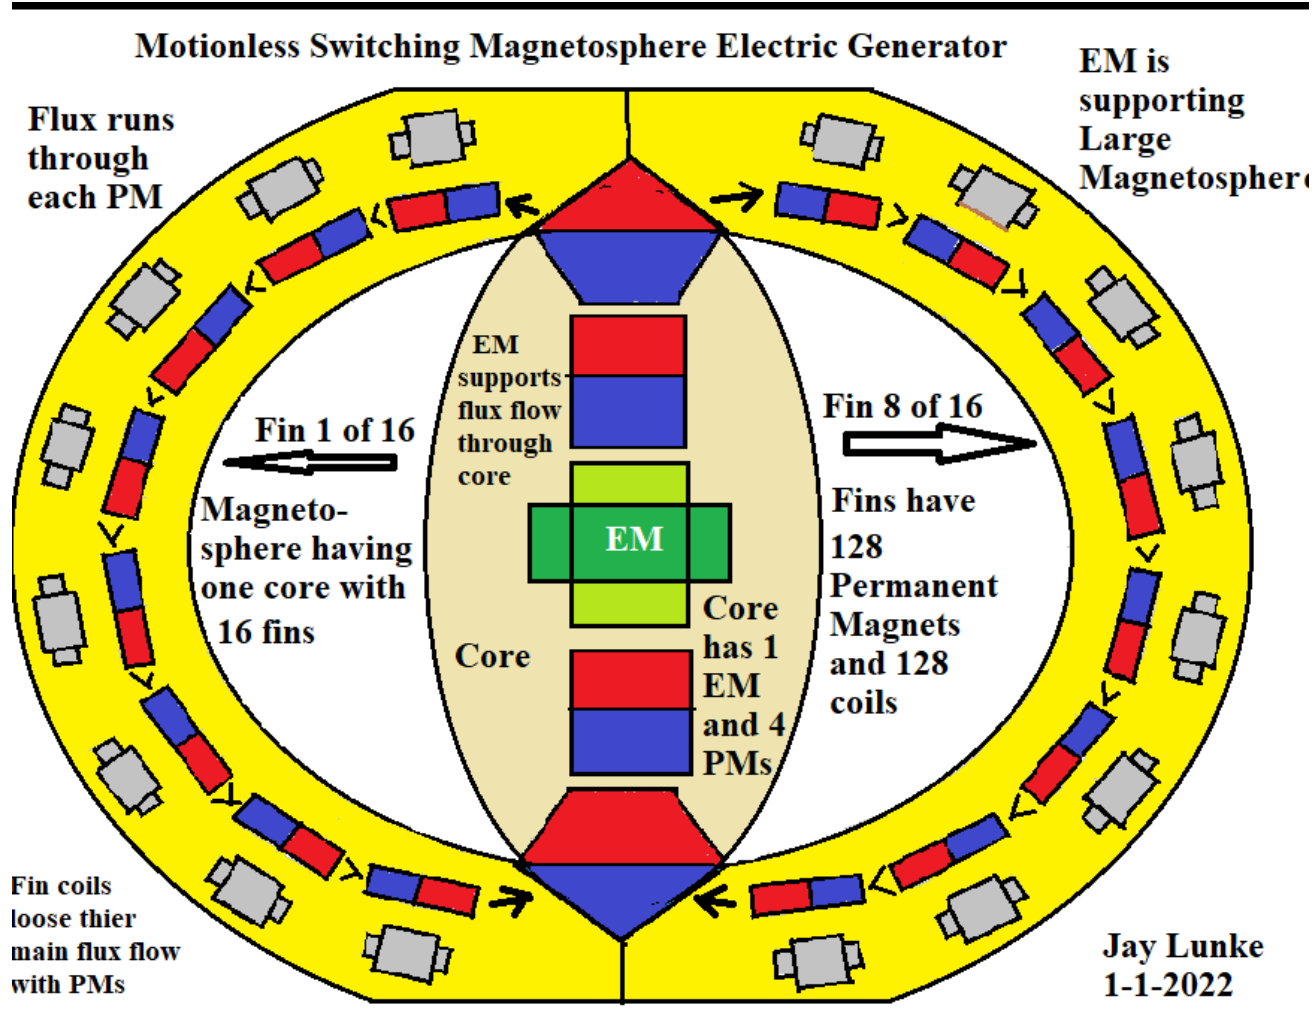 Motionless Switching Magnetosphere Electric Generator
EM is
supporting
Large
Magnetosphere
Flux runs
through
each PM
EM
supports
flux flow
through
core
Fin 1 of 16
Magneto-
sphere having
one core with
16 fins
Fin 8 of 16
Fins have
128
Permanent
Magnets
and 128
coils
EM
Core
Core
has 1
EM
and 4
PMs
Fin coils
loose thier
main flux flow
with PMs
Jay Lunke
1-1-2022